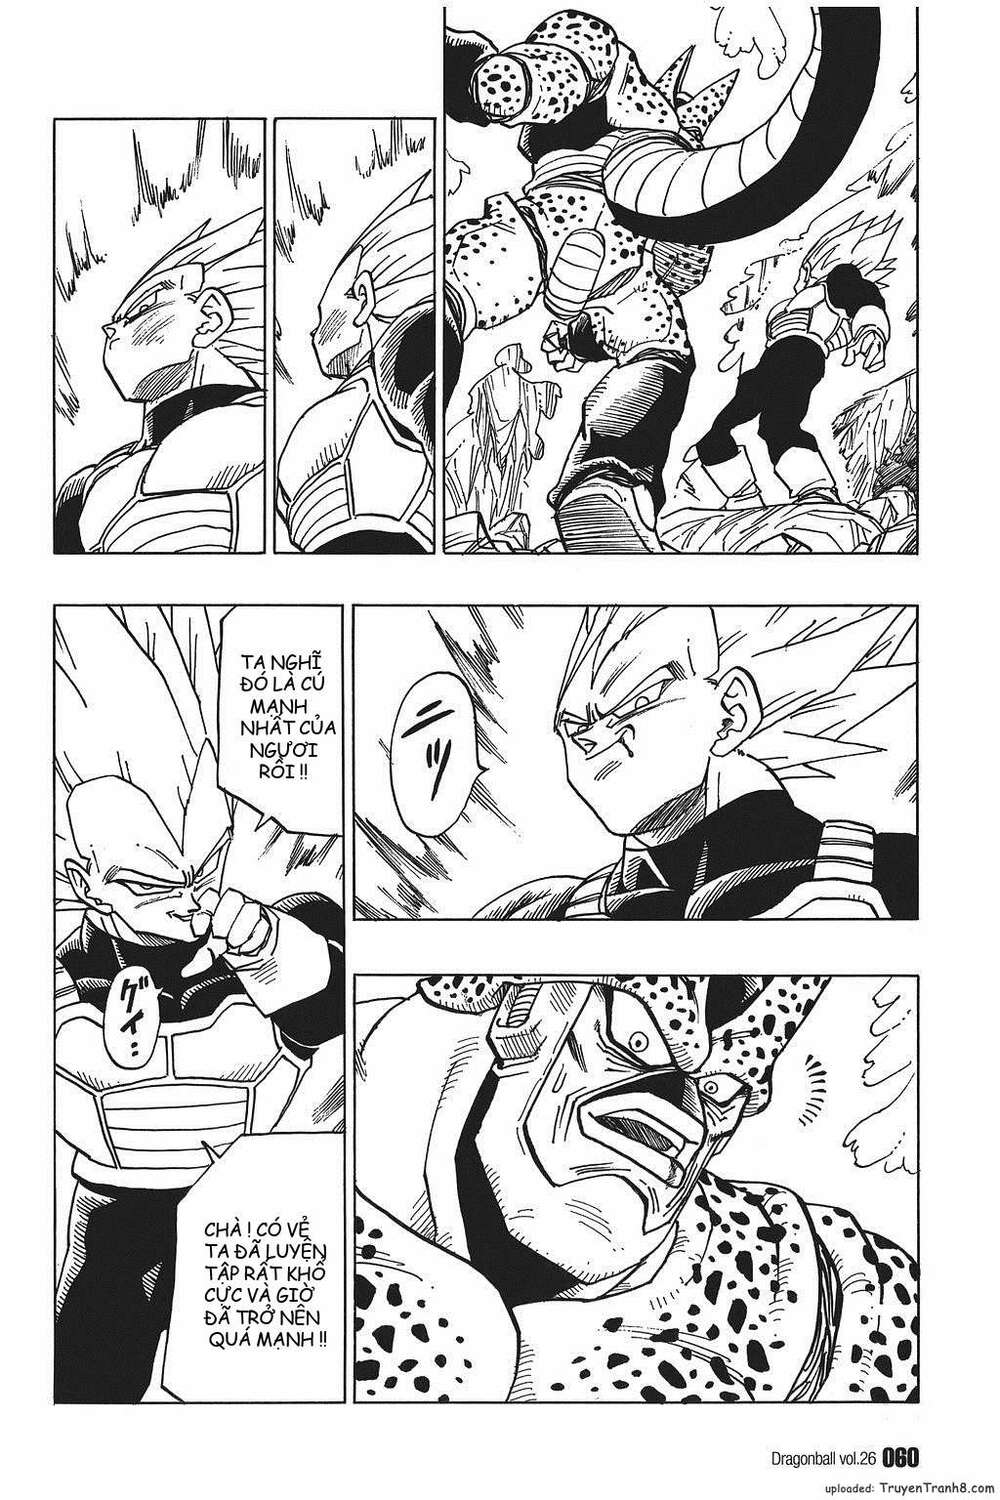 ニッ
TA NGHĨ
ĐÓ LÀ CÚ
MẠNH
NHẤT CỦA
NGƯƠI
RỒI !!
グイ...
CHÀ ! CÓ VẺ
TA ĐÃ LUYỆN
TẬP RẤT KHỔ
CỰC VÀ GIỜ
ĐÃ TRỞ NÊN
QUÁ MẠNH !!
Dragonball vol.26 060
uploaded: TruyenTranh8.com